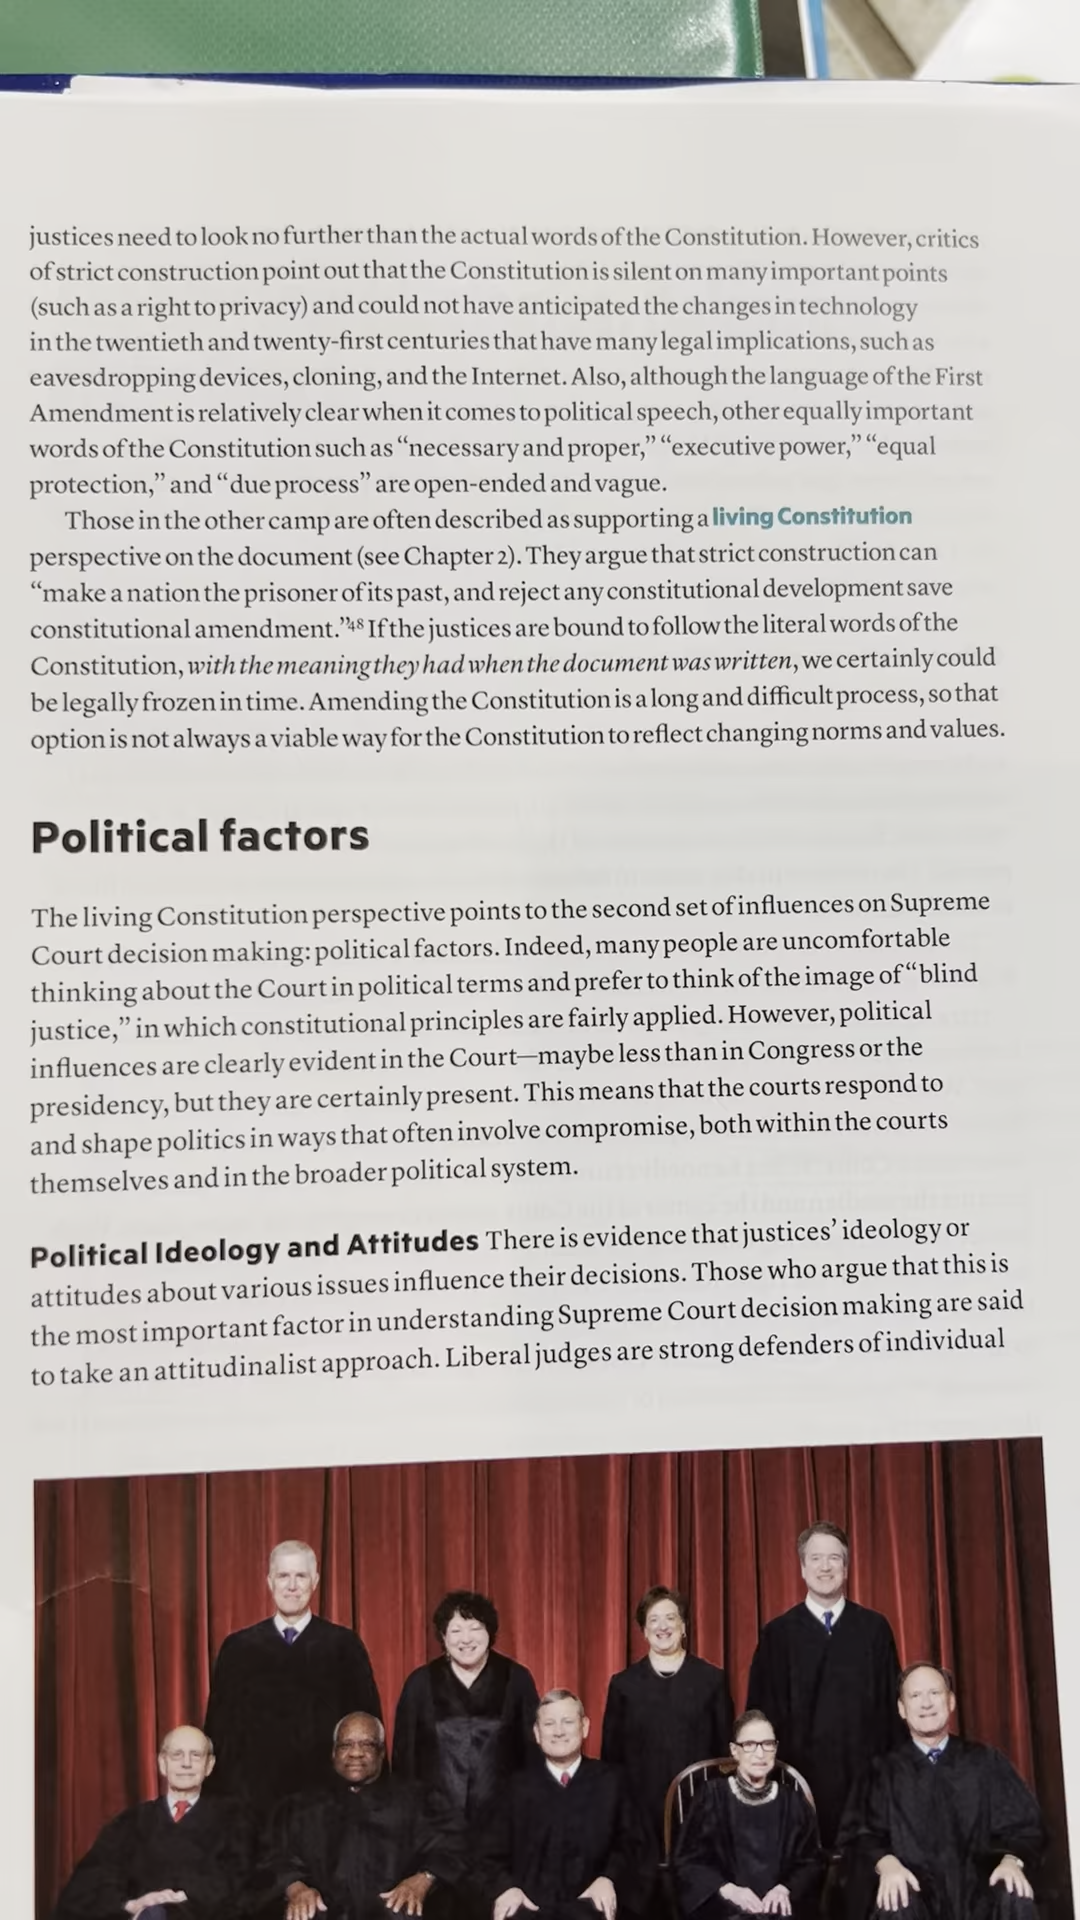 justices need to look no further than the actual words of the Constitution. However, critics
of strict construction point out that the Constitution is silent on many important points
(such as a right to privacy) and could not have anticipated the changes in technology
in the twentieth and twenty-first centuries that have many legal implications, such as
eavesdropping devices, cloning, and the Internet. Also, although the language of the First
Amendment is relatively clear when it comes to political speech, other equally important
words of the Constitution such as “necessary and proper,” “executive power,” “equal
protection,” and “due process” are open-ended and vague.
Those in the other camp are often described as supporting a living Constitution
perspective on the document (see Chapter 2). They argue that strict construction can
“make a nation the prisoner of its past, and reject any constitutional development save
constitutional amendment.”48 If the justices are bound to follow the literal words of the
Constitution, with the meaning they had when the document was written, we certainly could
be legally frozen in time. Amending the Constitution is a long and difficult process, so that
option is not always a viable way for the Constitution to reflect changing norms and values.
Political factors
The living Constitution perspective points to the second set of influences on Supreme
Court decision making: political factors. Indeed, many people are uncomfortable
thinking about the Court in political terms and prefer to think of the image of “blind
justice,” in which constitutional principles are fairly applied. However, political
influences are clearly evident in the Court—maybe less than in Congress or the
presidency, but they are certainly present. This means that the courts respond to
and shape politics in ways that often involve compromise, both within the courts
themselves and in the broader political system.
Political Ideology and Attitudes There is evidence that justices’ ideology or
attitudes about various issues influence their decisions. Those who argue that this is
the most important factor in understanding Supreme Court decision making are said
to take an attitudinalist approach. Liberal judges are strong defenders of individual